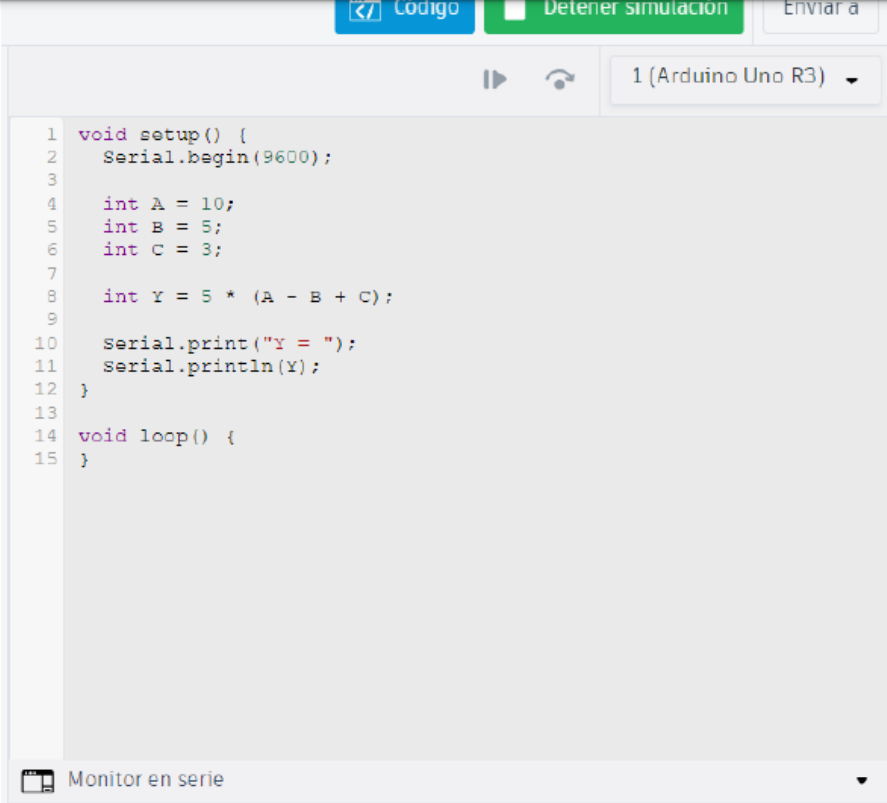 Código
Detener simulación
Enviar a
1 (Arduino Uno R3)
1 void setup() {
2   Serial.begin(9600);
3
4   int A = 10;
5   int B = 5;
6   int C = 3;
7
8   int Y = 5 * (A - B + C);
9
10   Serial.print("Y = ");
11   Serial.println(Y);
12 }
13
14 void loop() {
15 }
Monitor en serie